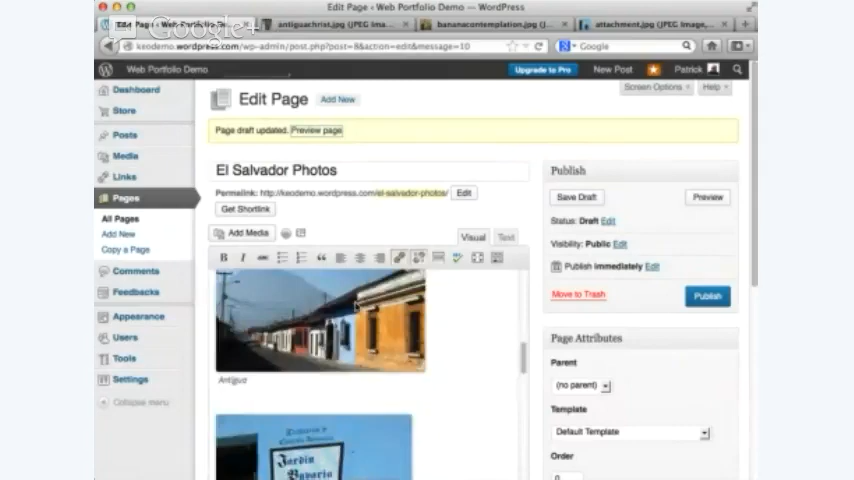 Edit Page ‹ Web Portfolio Demo — WordPress
Google+
antiguachrist.jpg (JPEG Ima...
bananacontemplation.jpg (J...
attachment.jpg (JPEG Image,...
keodemo.wordpress.com/wp-admin/post.php?post=8&action=edit&message=10
Google
Web Portfolio Demo
Upgrade to Pro
New Post
Patrick
Dashboard
Store
Posts
Media
Links
Pages
All Pages
Add New
Copy a Page
Comments
Feedbacks
Appearance
Users
Tools
Settings
Collapse menu
Screen Options
Help
Edit Page
Add New
Page draft updated. Preview page
El Salvador Photos
Permalink: http://keodemo.wordpress.com/el-salvador-photos/ Edit
Get Shortlink
Add Media
Visual
Text
B I ABC
Antigua
Jardin
Bavaria
Publish
Save Draft
Preview
Status: Draft Edit
Visibility: Public Edit
Publish immediately Edit
Move to Trash
Publish
Page Attributes
Parent
(no parent)
Template
Default Template
Order
0